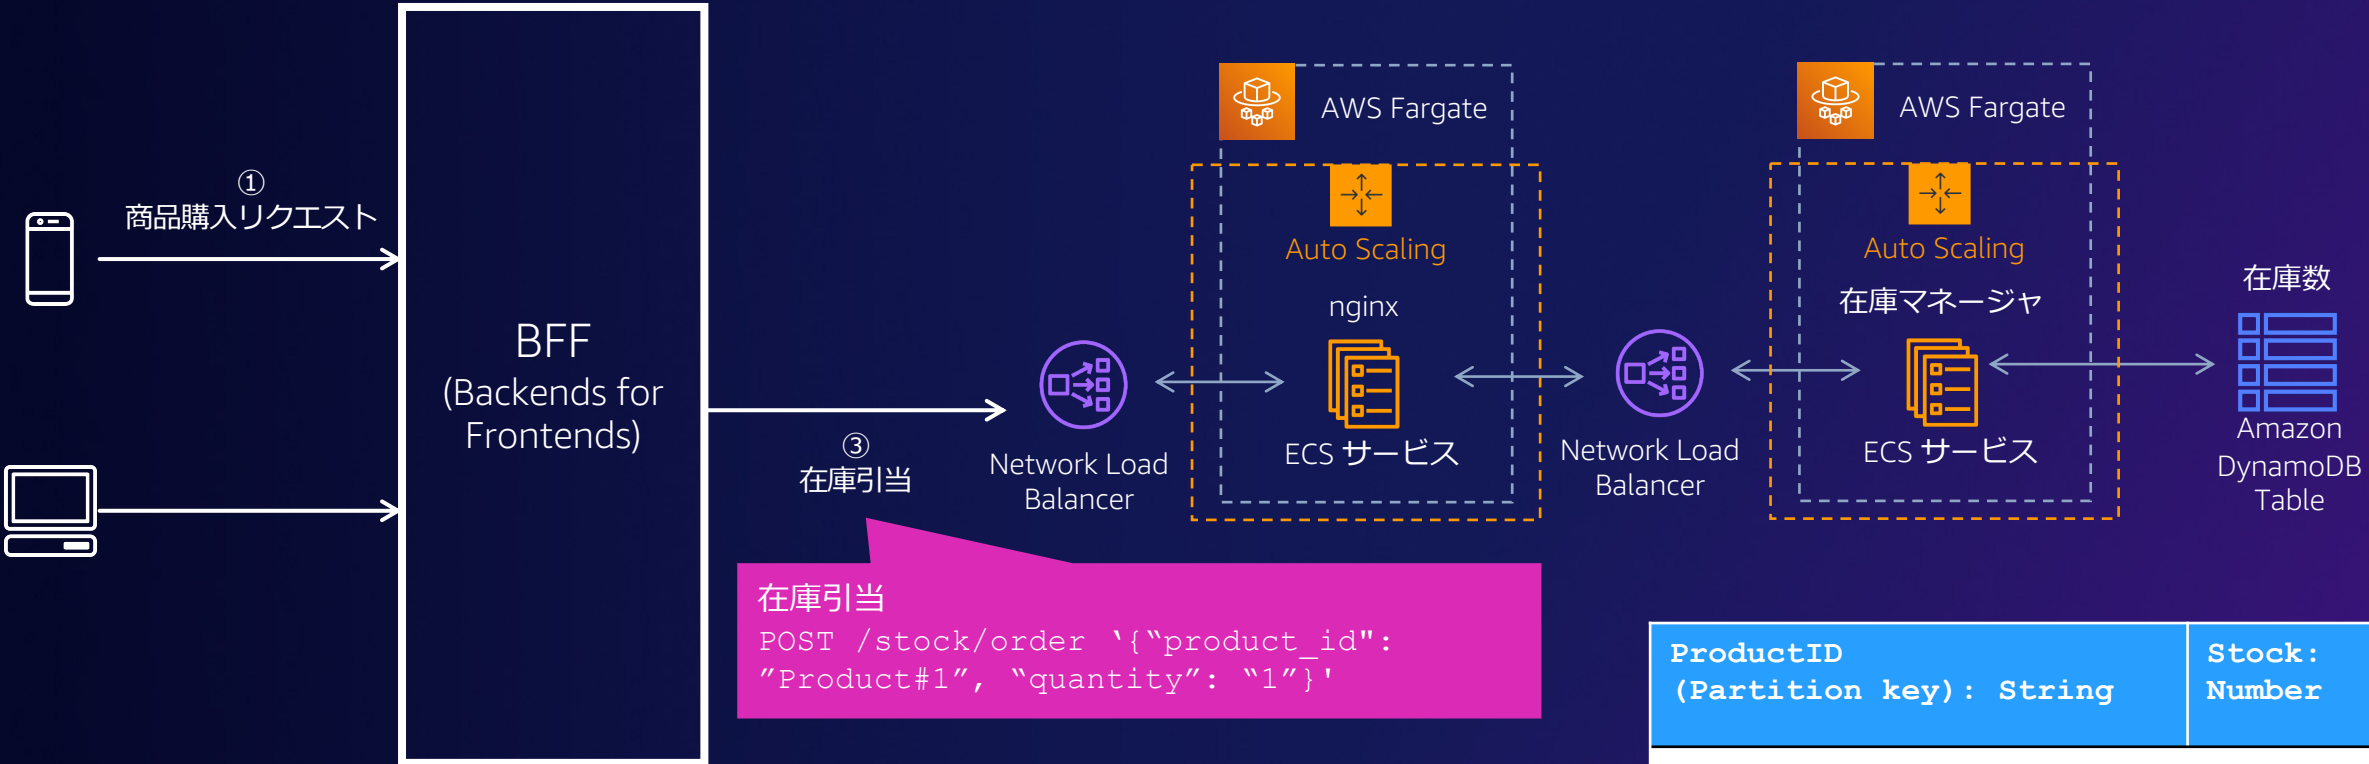 ①
商品購入リクエスト
BFF
(Backends for
Frontends)
③
在庫引当
Network Load
Balancer
AWS Fargate
Auto Scaling
nginx
ECS サービス
Network Load
Balancer
AWS Fargate
Auto Scaling
在庫マネージャ
ECS サービス
在庫数
Amazon
DynamoDB
Table
在庫引当
POST /stock/order ‘{“product_id":
”Product#1”, “quantity”: “1”}'
ProductID
(Partition key): String
Stock:
Number